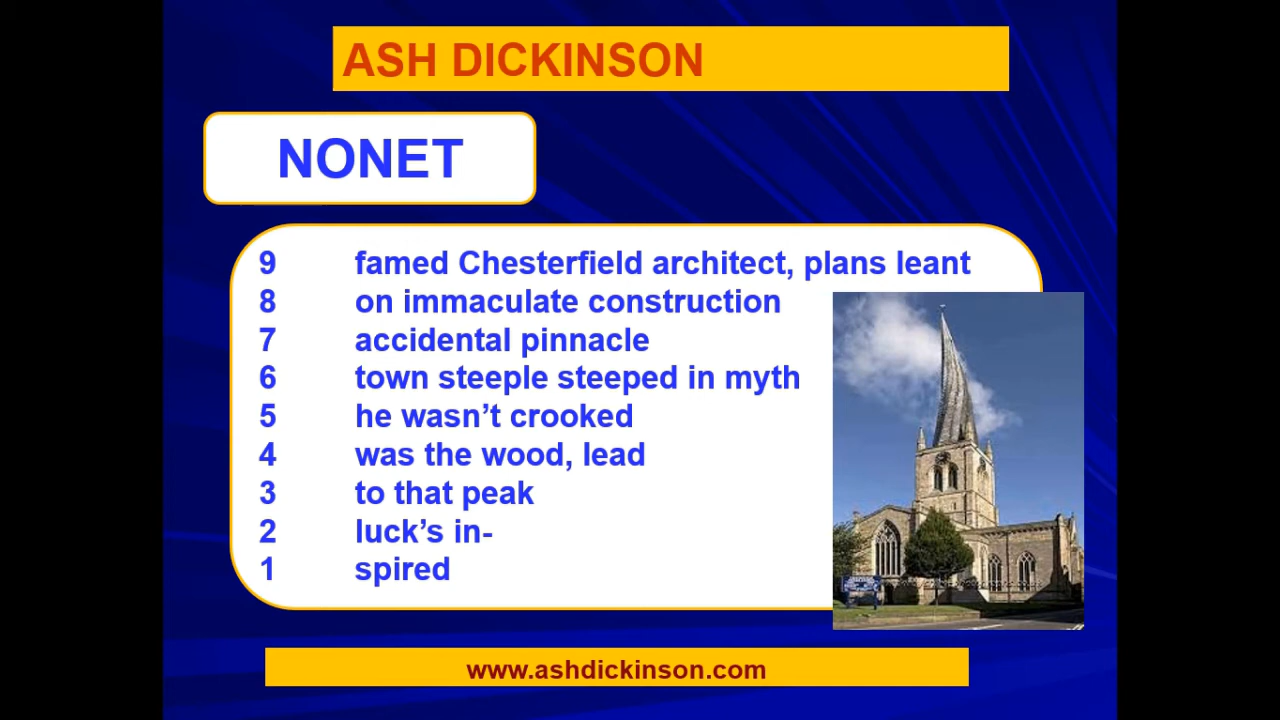 ASH DICKINSON
NONET
9 famed Chesterfield architect, plans leant
8 on immaculate construction
7 accidental pinnacle
6 town steeple steeped in myth
5 he wasn’t crooked
4 was the wood, lead
3 to that peak
2 luck’s in-
1 spired
www.ashdickinson.com